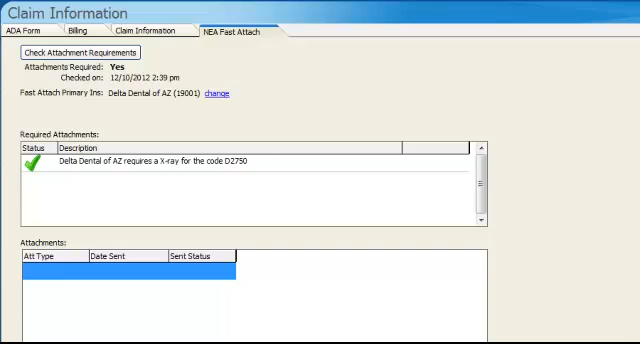 Claim Information
ADA Form Billing Claim Information NEA Fast Attach
Check Attachment Requirements
Attachments Required: Yes
Checked on: 12/10/2012 2:39 pm
Fast Attach Primary Ins: Delta Dental of AZ (19001) change
Required Attachments:
Status Description
Delta Dental of AZ requires a X-ray for the code D2750
Attachments:
Att Type Date Sent Sent Status